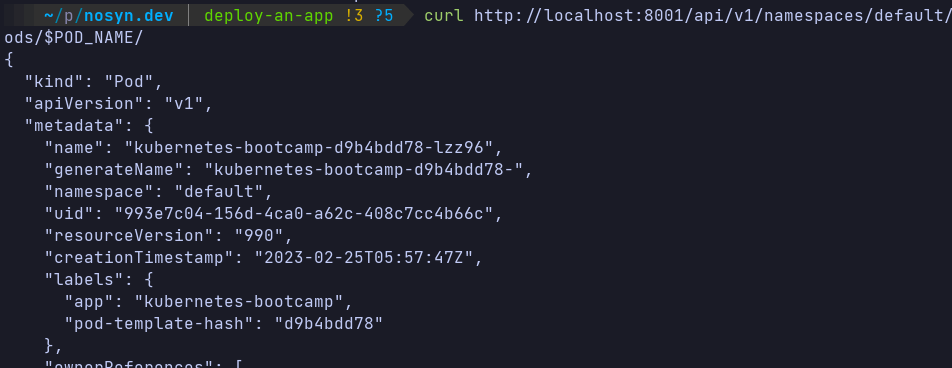 ~/p/nosyn.dev | deploy-an-app !3 ?5 curl http://localhost:8001/api/v1/namespaces/default/
ods/$POD_NAME/
{
  "kind": "Pod",
  "apiVersion": "v1",
  "metadata": {
    "name": "kubernetes-bootcamp-d9b4bdd78-lzz96",
    "generateName": "kubernetes-bootcamp-d9b4bdd78-",
    "namespace": "default",
    "uid": "993e7c04-156d-4ca0-a62c-408c7cc4b66c",
    "resourceVersion": "990",
    "creationTimestamp": "2023-02-25T05:57:47Z",
    "labels": {
      "app": "kubernetes-bootcamp",
      "pod-template-hash": "d9b4bdd78"
    },
    "ownerReferences": [